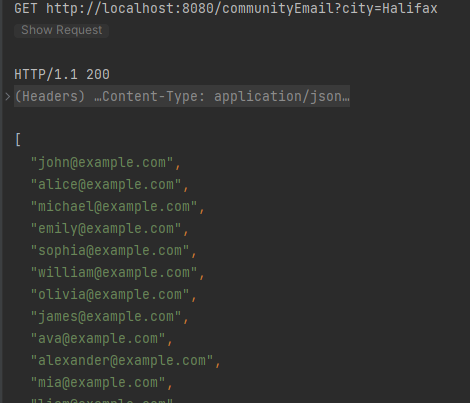 GET http://localhost:8080/communityEmail?city=Halifax
Show Request
HTTP/1.1 200
(Headers) …Content-Type: application/json…
[
"john@example.com",
"alice@example.com",
"michael@example.com",
"emily@example.com",
"sophia@example.com",
"william@example.com",
"olivia@example.com",
"james@example.com",
"ava@example.com",
"alexander@example.com",
"mia@example.com",